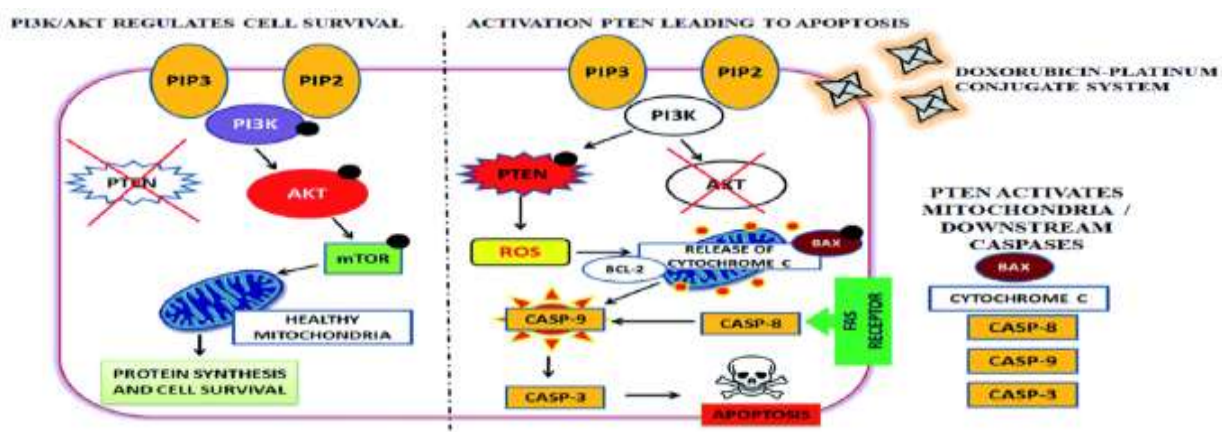 PI3K/AKT REGULATES CELL SURVIVAL
PIP3
PIP2
PI3K
PTEN
AKT
mTOR
HEALTHY
MITOCHONDRIA
PROTEIN SYNTHESIS
AND CELL SURVIVAL
ACTIVATION PTEN LEADING TO APOPTOSIS
PIP3
PIP2
PI3K
PTEN
AKT
ROS
RELEASE OF
CYTOCHROME C
BAX
BCL-2
CASP-9
CASP-8
FAS
RECEPTOR
CASP-3
APOPTOSIS
DOXORUBICIN-PLATINUM
CONJUGATE SYSTEM
PTEN ACTIVATES
MITOCHONDRIA /
DOWNSTREAM
CASPASES
BAX
CYTOCHROME C
CASP-8
CASP-9
CASP-3